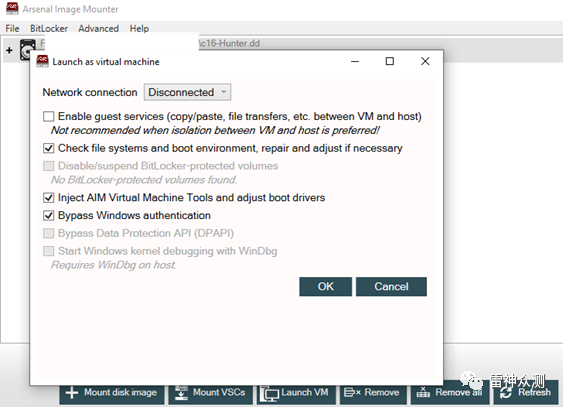 Arsenal Image Mounter
File BitLocker Advanced Help
\c16-Hunter.dd
Launch as virtual machine
Network connection Disconnected
Enable guest services (copy/paste, file transfers, etc. between VM and host)
Not recommended when isolation between VM and host is preferred!
Check file systems and boot environment, repair and adjust if necessary
Disable/suspend BitLocker-protected volumes
No BitLocker-protected volumes found.
Inject AIM Virtual Machine Tools and adjust boot drivers
Bypass Windows authentication
Bypass Data Protection API (DPAPI)
Start Windows kernel debugging with WinDbg
Requires WinDbg on host.
OK Cancel
Mount disk image Mount VSCs Launch VM Remove Remove all Refresh
雷神众测